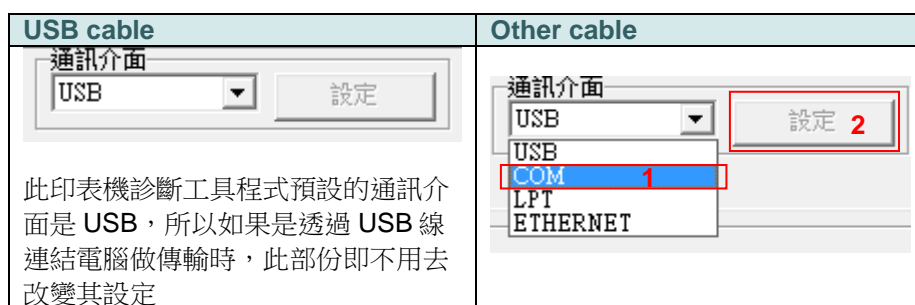 USB cable
Other cable
通訊介面
USB
設定
此印表機診斷工具程式預設的通訊介
面是 USB，所以如果是透過 USB 線
連結電腦做傳輸時，此部份即不用去
改變其設定
通訊介面
USB
設定 2
USB
COM 1
LPT
ETHERNET